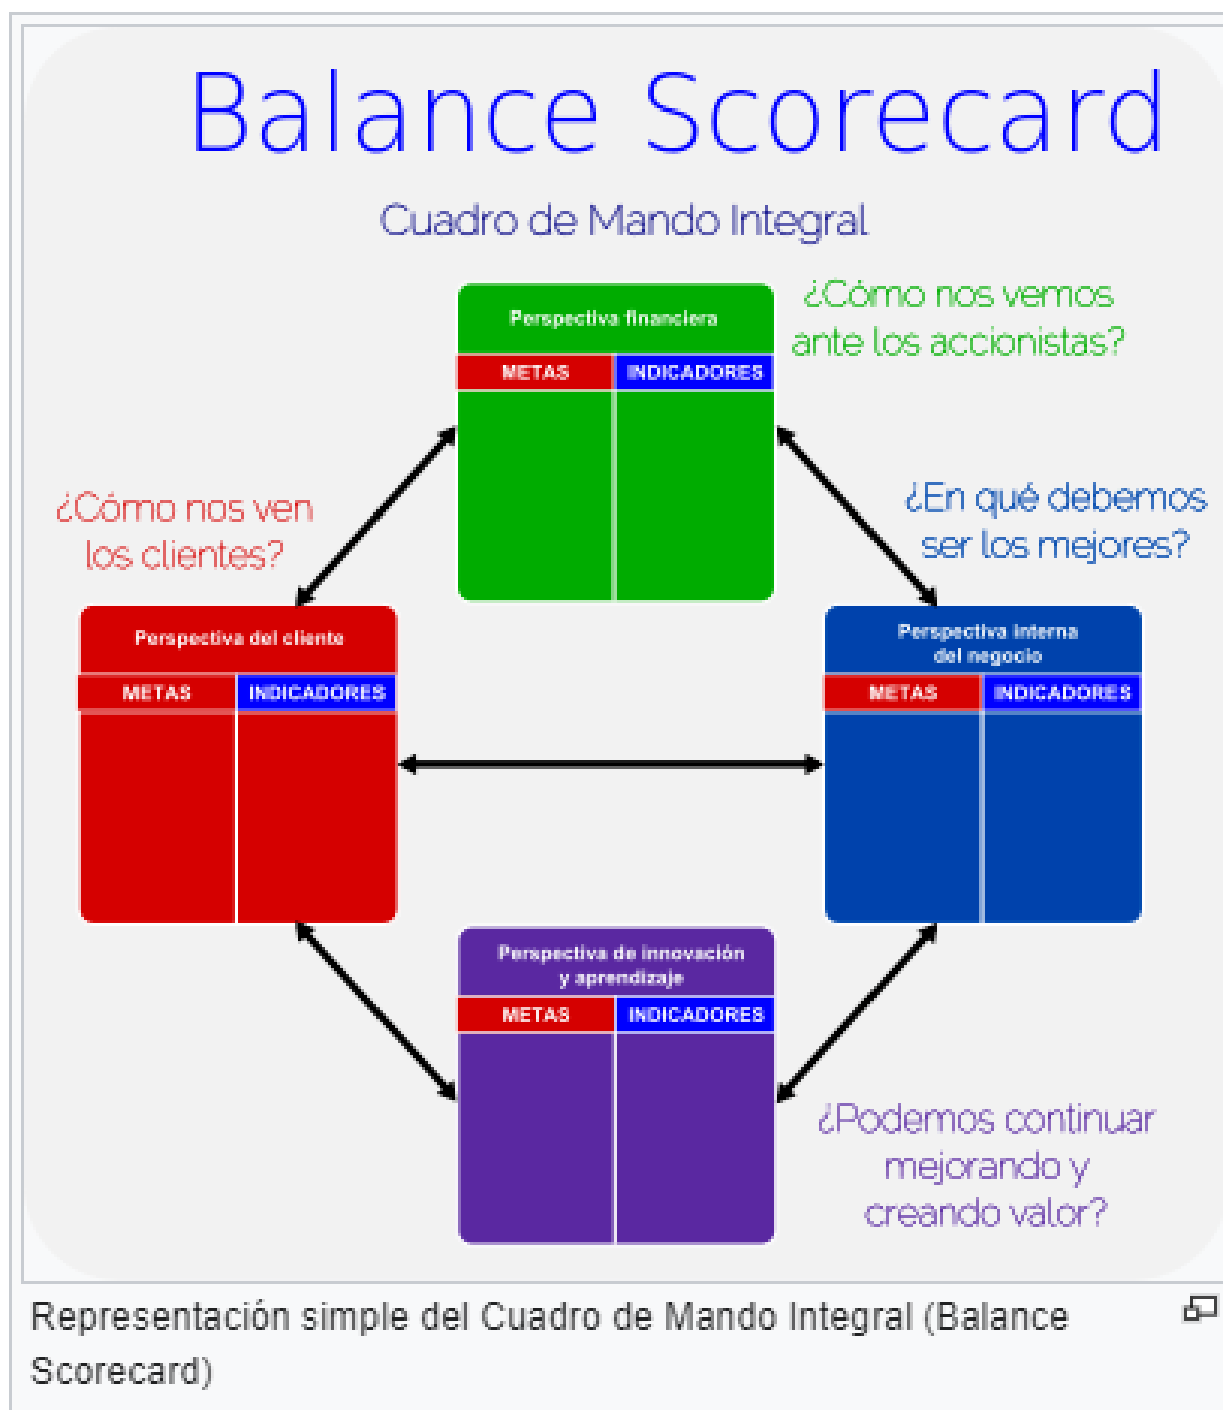 Balance Scorecard
Cuadro de Mando Integral
Perspectiva financiera
METAS INDICADORES
¿Cómo nos vemos
ante los accionistas?
¿Cómo nos ven
los clientes?
¿En qué debemos
ser los mejores?
Perspectiva del cliente
METAS INDICADORES
Perspectiva interna
del negocio
METAS INDICADORES
Perspectiva de innovación
y aprendizaje
METAS INDICADORES
¿Podemos continuar
mejorando y
creando valor?
Representación simple del Cuadro de Mando Integral (Balance
Scorecard)